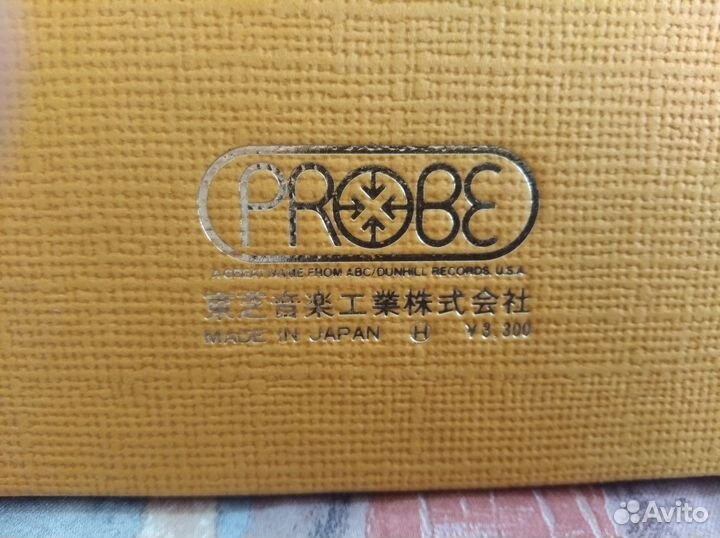 PROBE
A GREAT NAME FROM ABC/DUNHILL RECORDS, U.S.A.
東芝音楽工業株式会社
MADE IN JAPAN Ⓗ ¥3,300
Avito